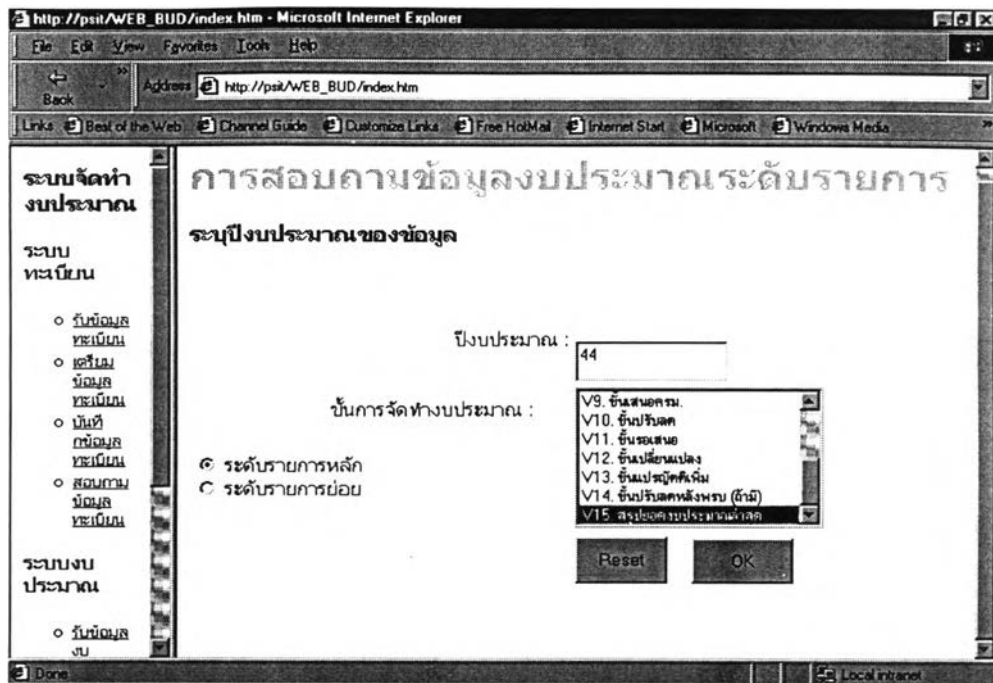 http://psit/WEB_BUD/index.htm - Microsoft Internet Explorer
File Edit View Favorites Tools Help
Back
Address http://psit/WEB_BUD/index.htm
Links Best of the Web Channel Guide Customize Links Free HotMail Internet Start Microsoft Windows Media
ระบบจัดทำ
งบประมาณ
ระบบ
ทะเบียน
รับข้อมูล
ทะเบียน
เตรียม
ข้อมูล
ทะเบียน
บันที
กข้อมูล
ทะเบียน
สอบถาม
ข้อมูล
ทะเบียน
ระบบงบ
ประมาณ
รับข้อมูล
งบ
การสอบถามข้อมูลงบประมาณระดับรายการ
ระบุปีงบประมาณของข้อมูล
ปีงบประมาณ :
44
ขั้นการจัดทำงบประมาณ :
V9. ขั้นเสนอครม.
V10. ขั้นปรับลด
V11. ขั้นรอเสนอ
V12. ขั้นเปลี่ยนแปลง
V13. ขั้นแปรญัตติเพิ่ม
V14. ขั้นปรับลดหลังพรบ (ถ้ามี)
V15. สรุปยอดงบประมาณล่าสุด
ระดับรายการหลัก
ระดับรายการย่อย
Reset
OK
Done
Local intranet